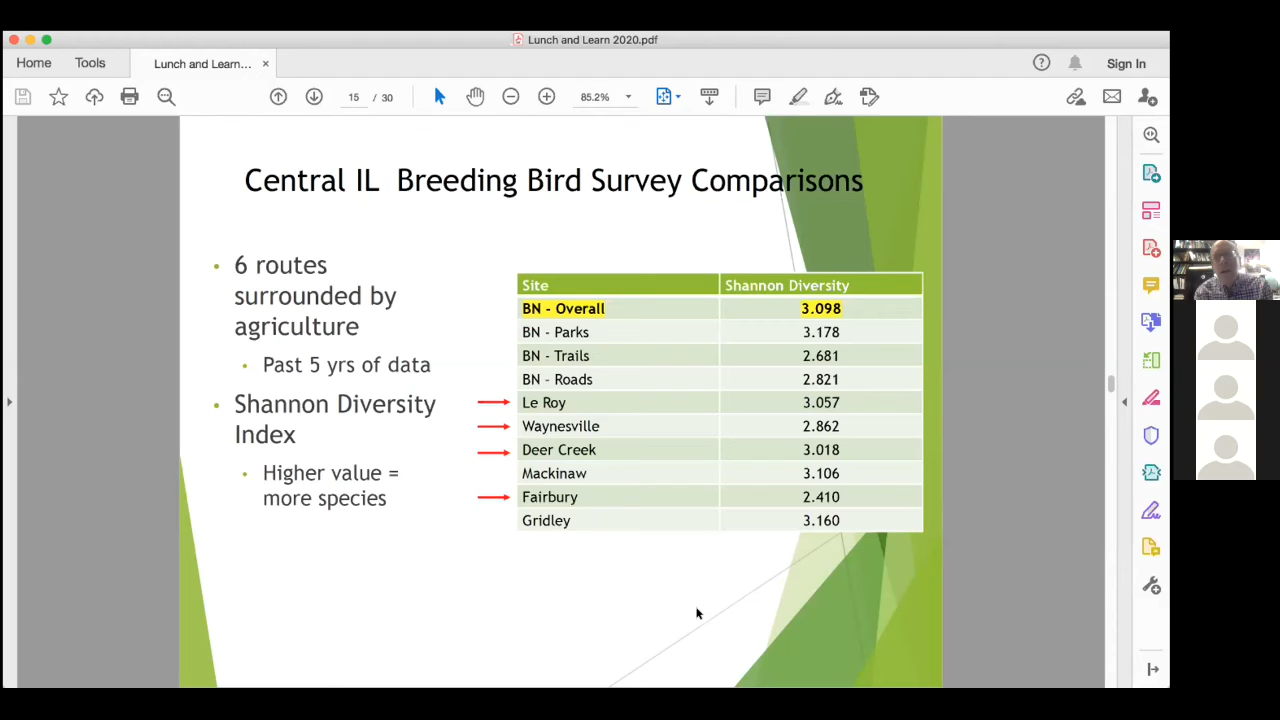 Lunch and Learn 2020.pdf
Home Tools Lunch and Learn... × Sign In
15 / 30 85.2%
Central IL Breeding Bird Survey Comparisons
• 6 routes
surrounded by
agriculture
• Past 5 yrs of data
• Shannon Diversity
Index
• Higher value =
more species
Site Shannon Diversity
BN - Overall 3.098
BN - Parks 3.178
BN - Trails 2.681
BN - Roads 2.821
Le Roy 3.057
Waynesville 2.862
Deer Creek 3.018
Mackinaw 3.106
Fairbury 2.410
Gridley 3.160